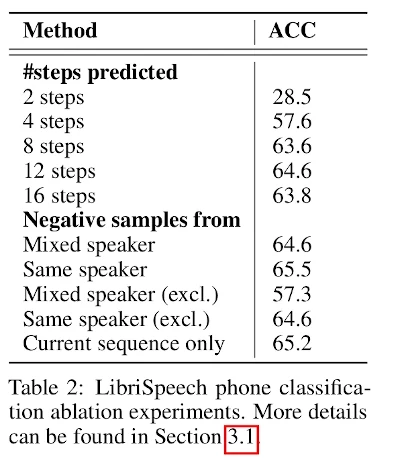 Method ACC
#steps predicted
2 steps 28.5
4 steps 57.6
8 steps 63.6
12 steps 64.6
16 steps 63.8
Negative samples from
Mixed speaker 64.6
Same speaker 65.5
Mixed speaker (excl.) 57.3
Same speaker (excl.) 64.6
Current sequence only 65.2
Table 2: LibriSpeech phone classifica-
tion ablation experiments. More details
can be found in Section 3.1.